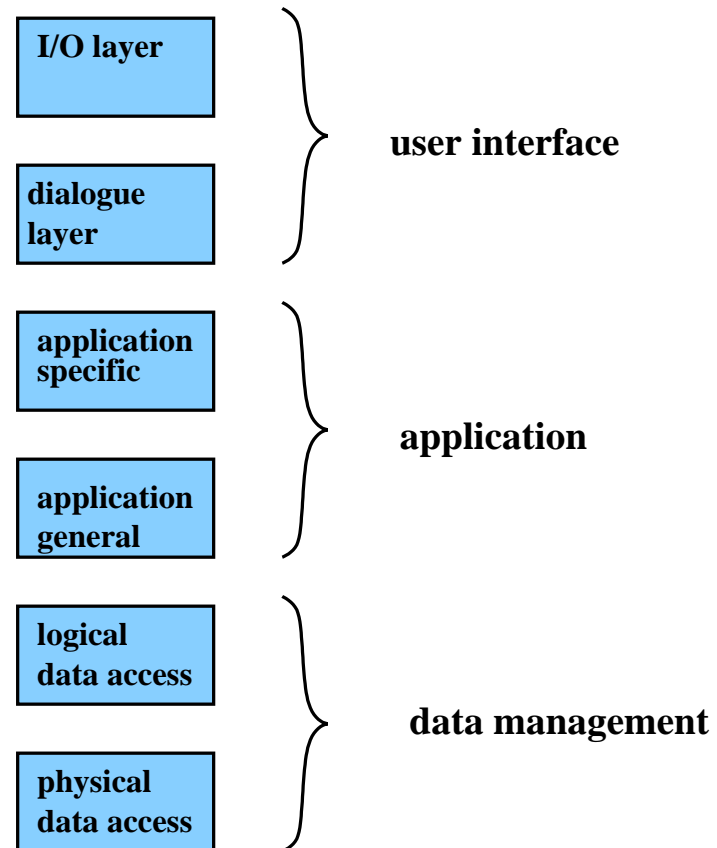 I/O layer
user interface
dialogue
layer
application
specific
application
application
general
logical
data access
data management
physical
data access